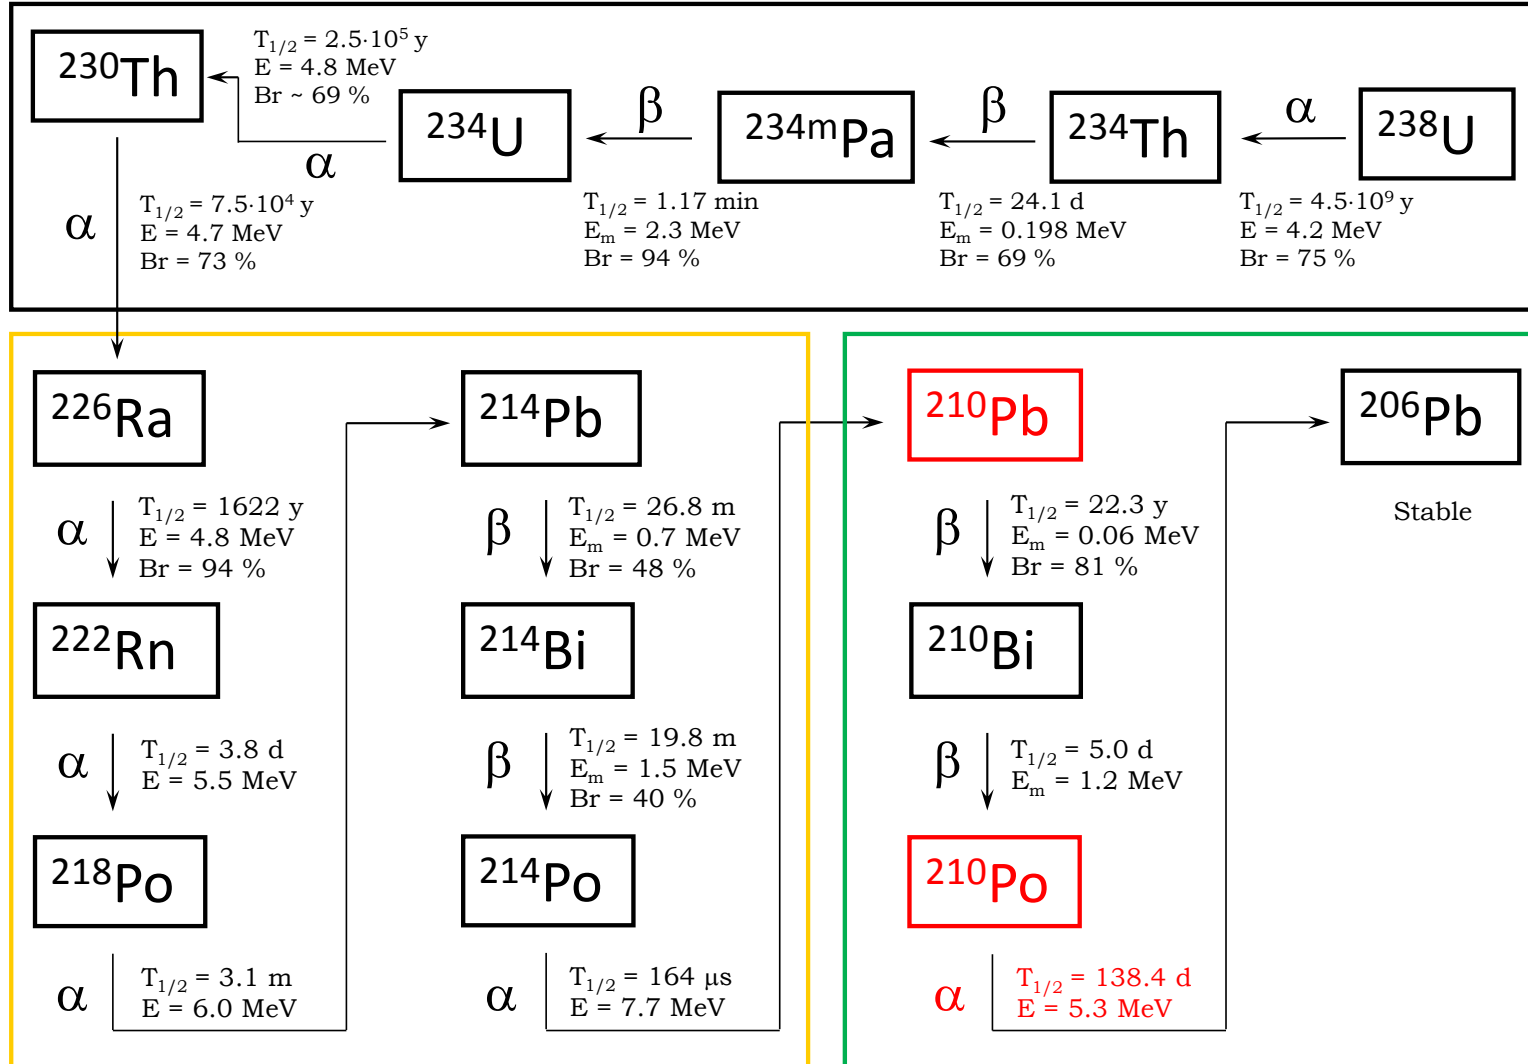 ²³⁰Th
T₁/₂ = 2.5·10⁵ y
E = 4.8 MeV
Br ~ 69 %
α
²³⁴U
β
²³⁴ᵐPa
β
²³⁴Th
α
²³⁸U
α
T₁/₂ = 7.5·10⁴ y
E = 4.7 MeV
Br = 73 %
T₁/₂ = 1.17 min
Eₘ = 2.3 MeV
Br = 94 %
T₁/₂ = 24.1 d
Eₘ = 0.198 MeV
Br = 69 %
T₁/₂ = 4.5·10⁹ y
E = 4.2 MeV
Br = 75 %
²²⁶Ra
α
T₁/₂ = 1622 y
E = 4.8 MeV
Br = 94 %
²²²Rn
α
T₁/₂ = 3.8 d
E = 5.5 MeV
²¹⁸Po
α
T₁/₂ = 3.1 m
E = 6.0 MeV
²¹⁴Pb
β
T₁/₂ = 26.8 m
Eₘ = 0.7 MeV
Br = 48 %
²¹⁴Bi
β
T₁/₂ = 19.8 m
Eₘ = 1.5 MeV
Br = 40 %
²¹⁴Po
α
T₁/₂ = 164 μs
E = 7.7 MeV
²¹⁰Pb
β
T₁/₂ = 22.3 y
Eₘ = 0.06 MeV
Br = 81 %
²¹⁰Bi
β
T₁/₂ = 5.0 d
Eₘ = 1.2 MeV
²¹⁰Po
α
T₁/₂ = 138.4 d
E = 5.3 MeV
²⁰⁶Pb
Stable